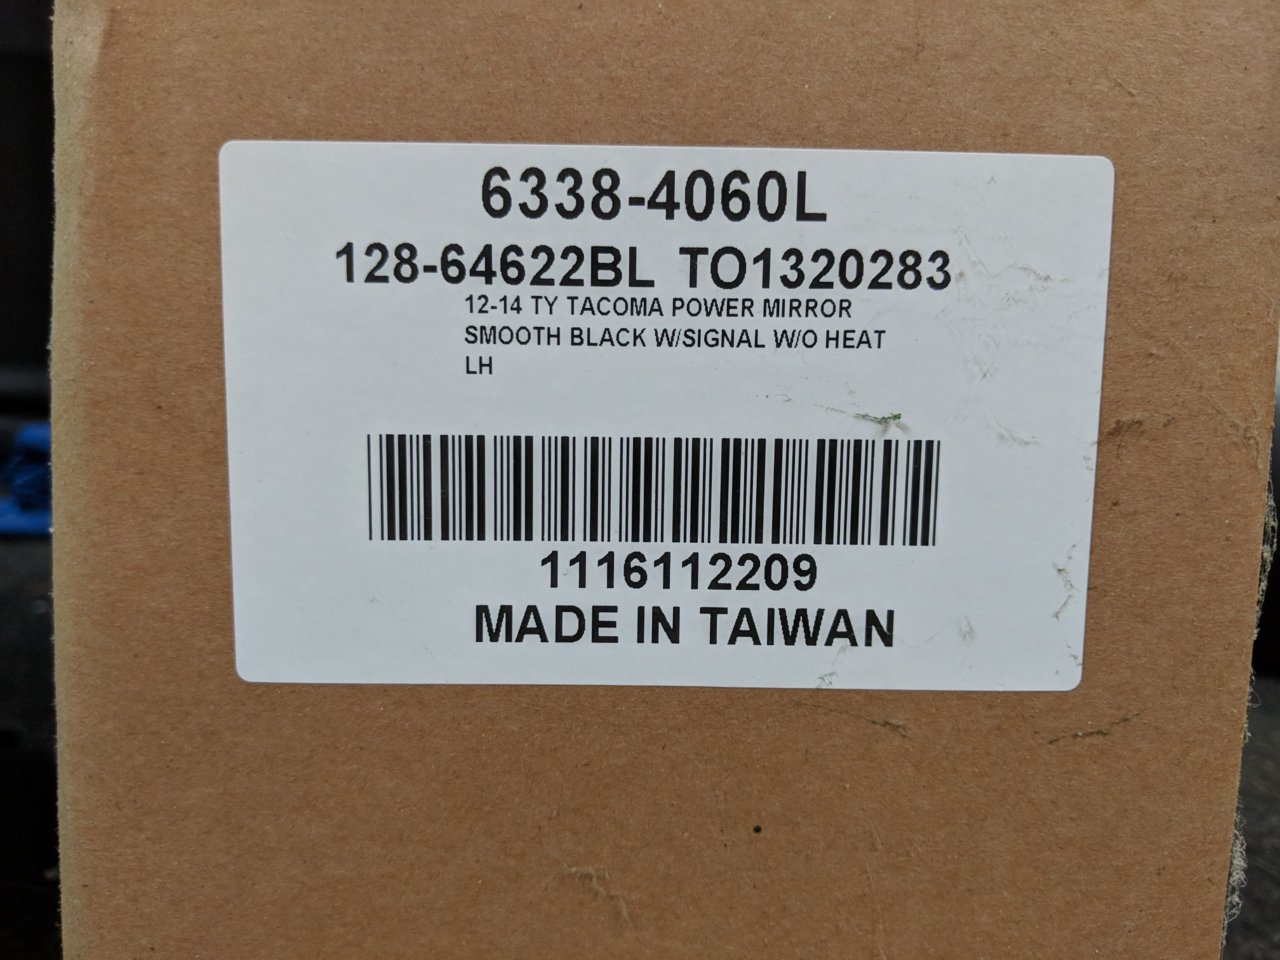 6338-4060L
128-64622BL TO1320283
12-14 TY TACOMA POWER MIRROR
SMOOTH BLACK W/SIGNAL W/O HEAT
LH
1116112209
MADE IN TAIWAN